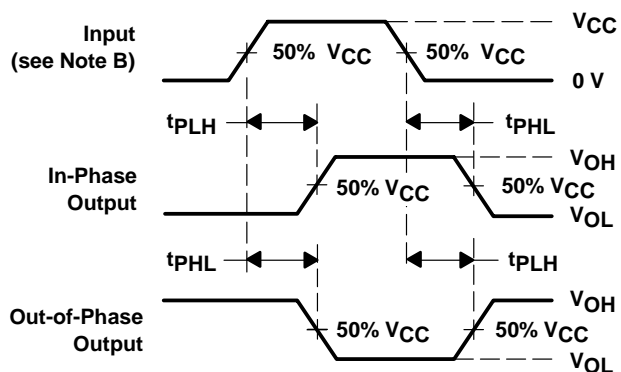 Input
(see Note B)
50% VCC
50% VCC
VCC
0 V
tPLH
tPHL
In-Phase
Output
50% VCC
50% VCC
VOH
VOL
tPHL
tPLH
Out-of-Phase
Output
50% VCC
50% VCC
VOH
VOL